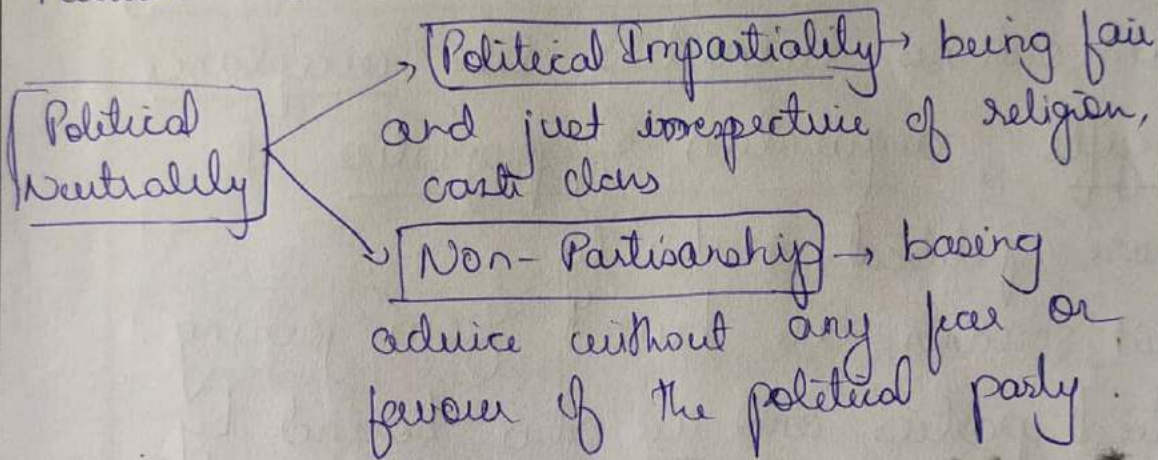 Political Impartiality → being fair
Political
Neutrality
and just irrespective of religion,
caste class
Non-Partisanship → basing
advice without any fear or
favour of the political party.